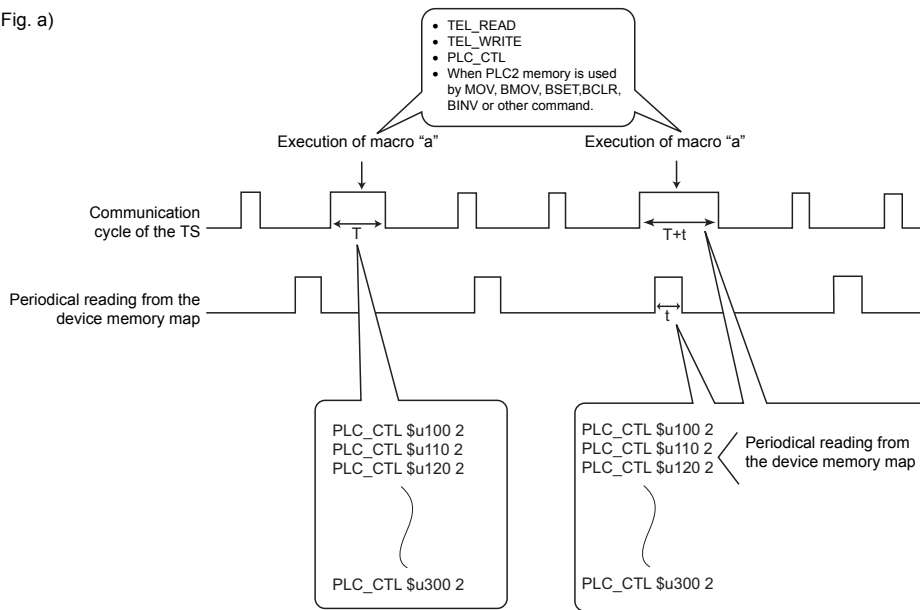 Fig. a)
• TEL_READ
• TEL_WRITE
• PLC_CTL
• When PLC2 memory is used
by MOV, BMOV, BSET,BCLR,
BINV or other command.
Execution of macro “a”
Execution of macro “a”
Communication
cycle of the TS
T
T+t
Periodical reading from the
device memory map
t
PLC_CTL $u100 2
PLC_CTL $u110 2
PLC_CTL $u120 2
PLC_CTL $u300 2
PLC_CTL $u100 2
PLC_CTL $u110 2
PLC_CTL $u120 2
Periodical reading from
the device memory map
PLC_CTL $u300 2